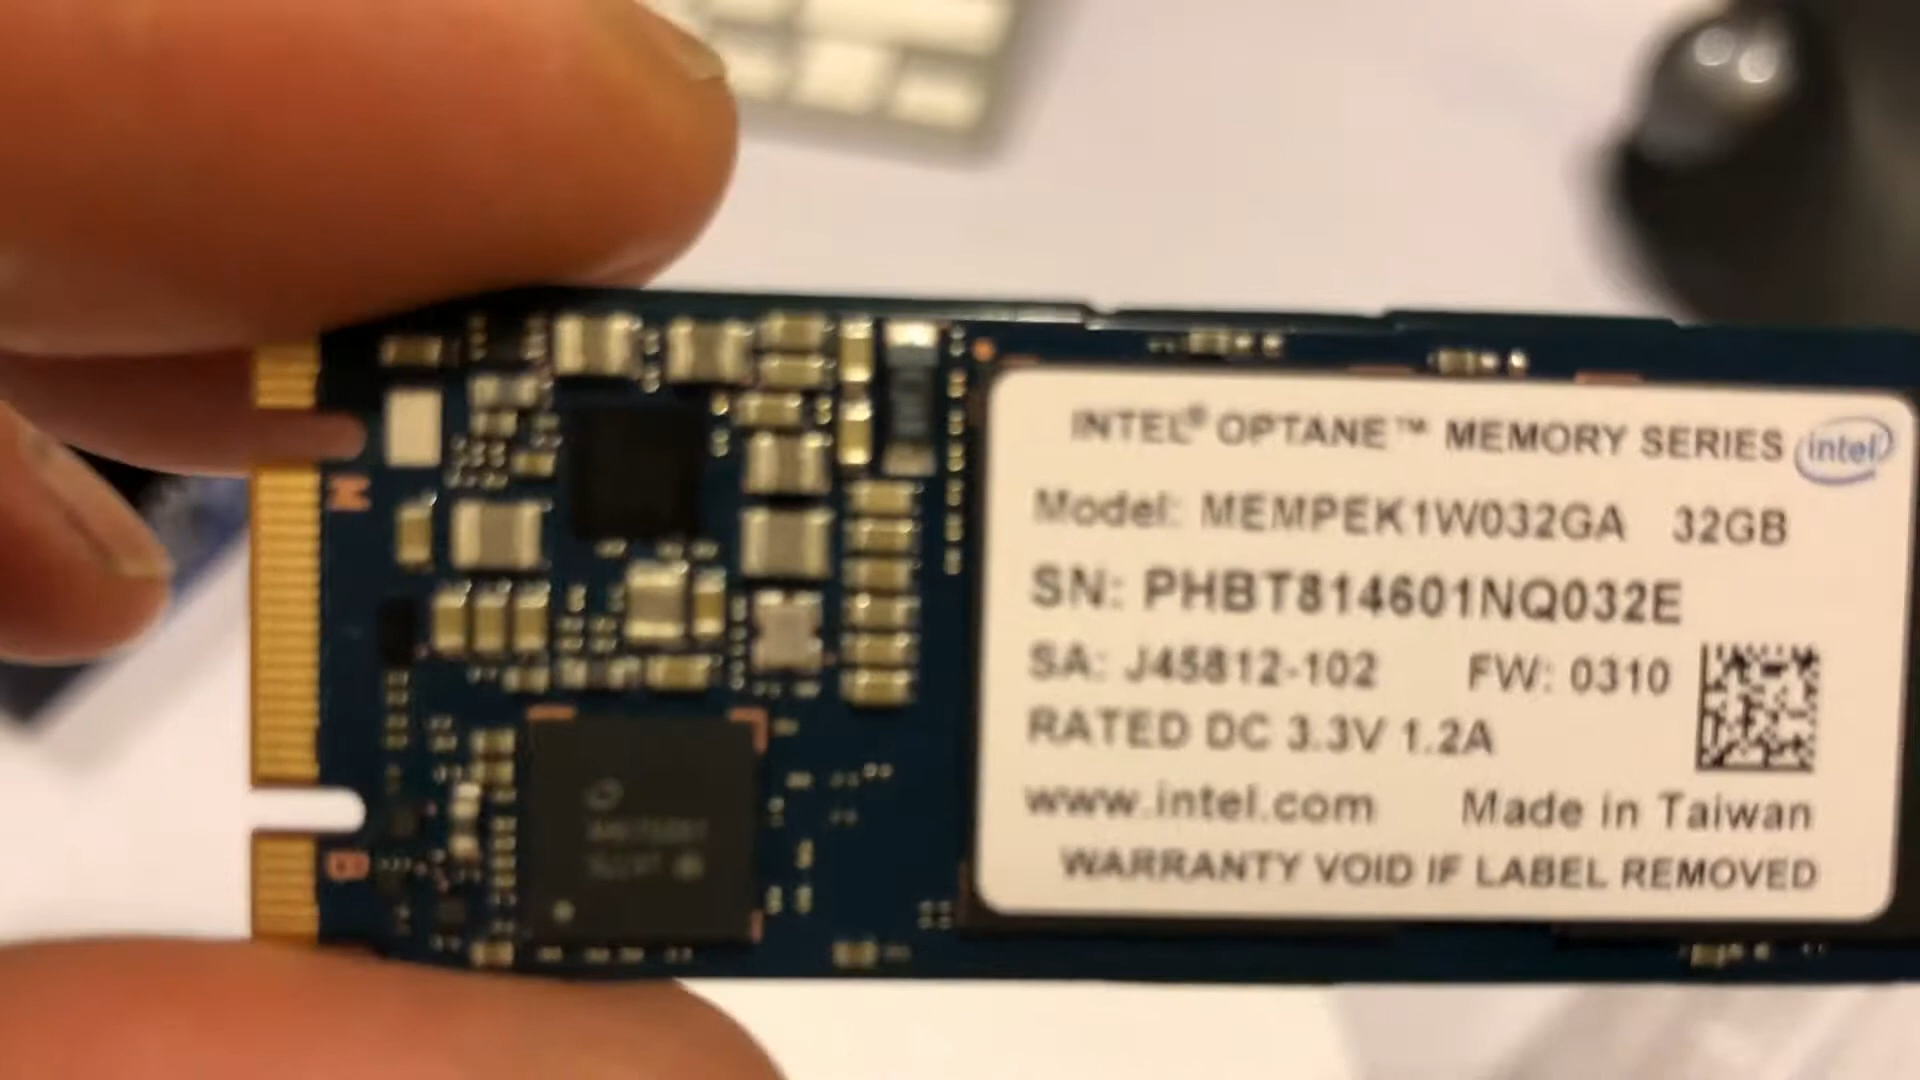 INTEL® OPTANE™ MEMORY SERIES intel
Model: MEMPEK1W032GA 32GB
SN: PHBT814601NQ032E
SA: J45812-102 FW: 0310
RATED DC 3.3V 1.2A
www.intel.com Made in Taiwan
WARRANTY VOID IF LABEL REMOVED
M
B